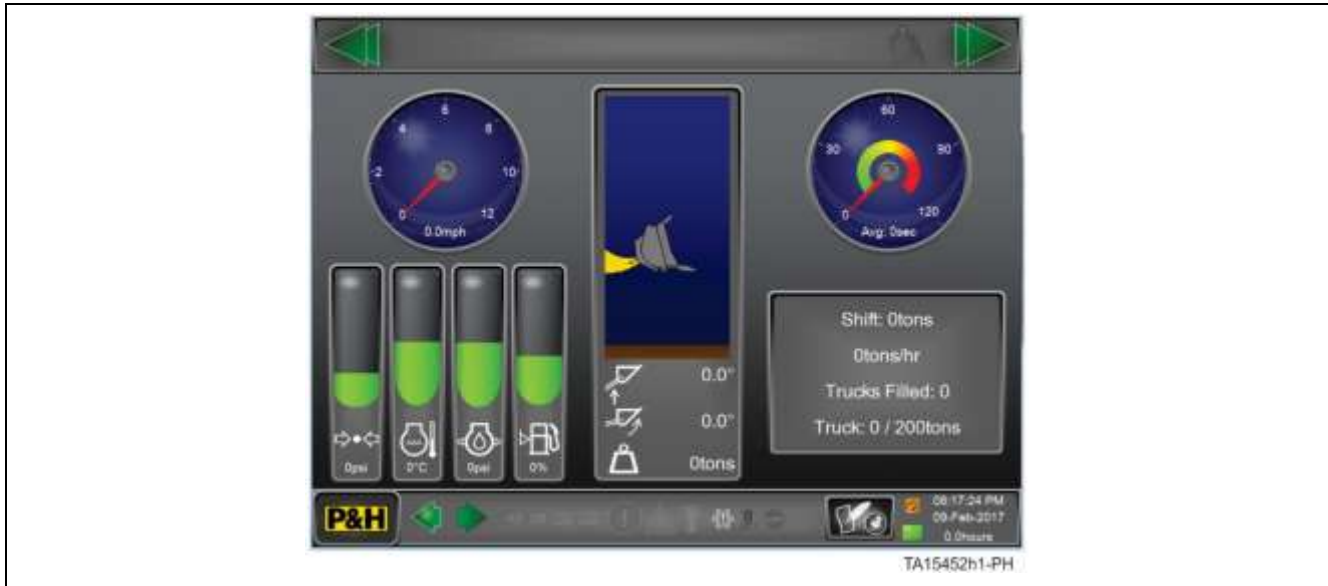 6
4 8
2 10
0 12
0.0mph
60
30 90
0 120
Avg: 0sec
0psi
0°C
0psi
0%
0.0°
0.0°
0tons
Shift: 0tons
0tons/hr
Trucks Filled: 0
Truck: 0 / 200tons
P&H
06:17:24 PM
09-Feb-2017
0.0hours
TA15452h1-PH